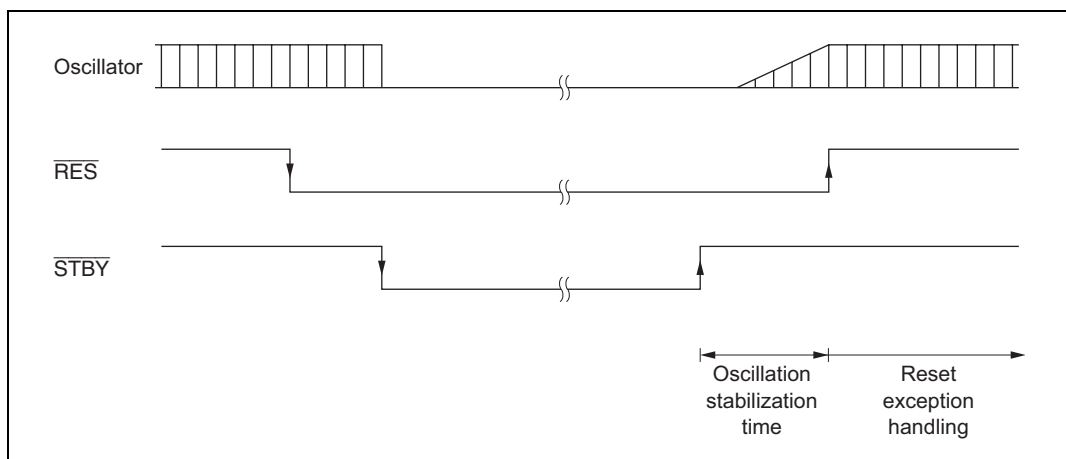 Oscillator
RES
STBY
Oscillation
stabilization
time
Reset
exception
handling